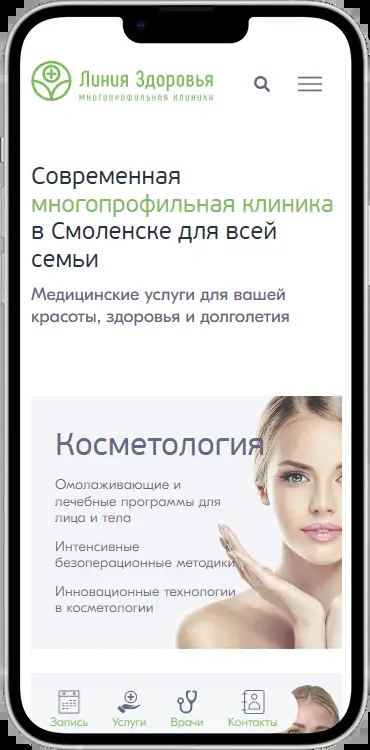 Линия Здоровья
многопрофильная клиника
Современная
многопрофильная клиника
в Смоленске для всей
семьи
Медицинские услуги для вашей
красоты, здоровья и долголетия
Косметология
Омолаживающие и
лечебные программы для
лица и тела
Интенсивные
безоперационные методики
Инновационные технологии
в косметологии
Запись Услуги Врачи Контакты